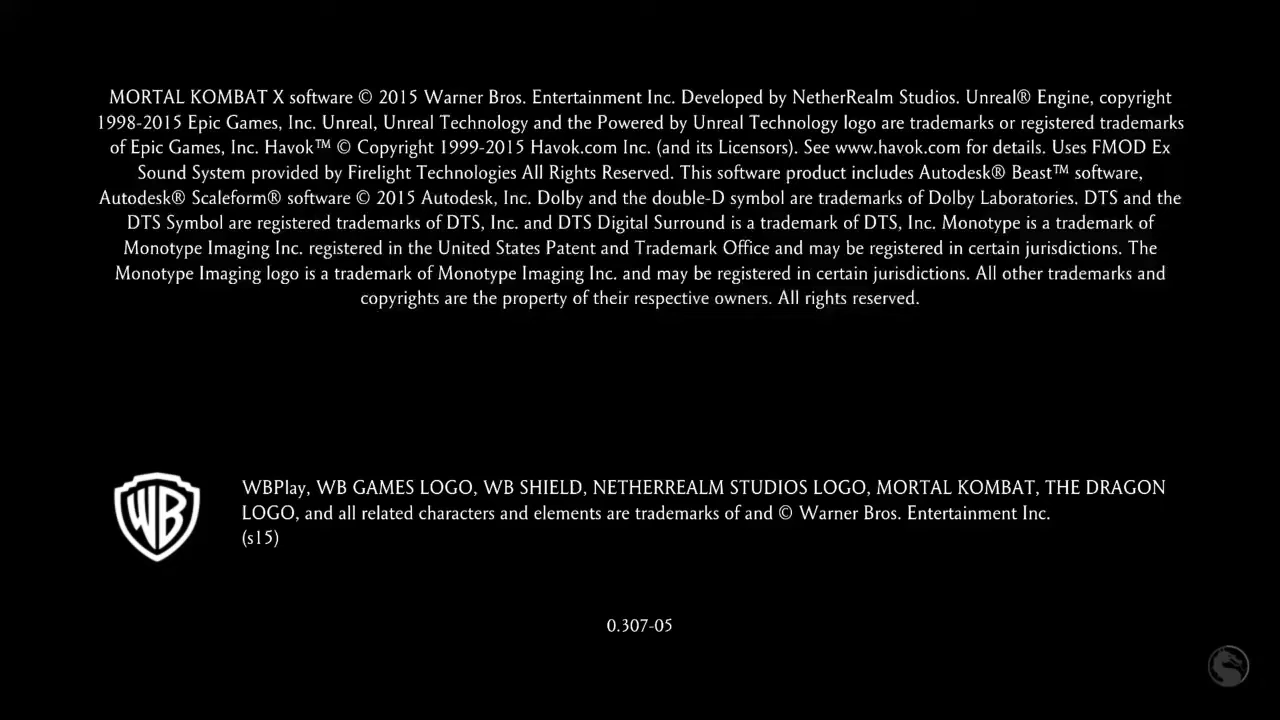 MORTAL KOMBAT X software © 2015 Warner Bros. Entertainment Inc. Developed by NetherRealm Studios. Unreal® Engine, copyright
1998-2015 Epic Games, Inc. Unreal, Unreal Technology and the Powered by Unreal Technology logo are trademarks or registered trademarks
of Epic Games, Inc. Havok™ © Copyright 1999-2015 Havok.com Inc. (and its Licensors). See www.havok.com for details. Uses FMOD Ex
Sound System provided by Firelight Technologies All Rights Reserved. This software product includes Autodesk® Beast™ software,
Autodesk® Scaleform® software © 2015 Autodesk, Inc. Dolby and the double-D symbol are trademarks of Dolby Laboratories. DTS and the
DTS Symbol are registered trademarks of DTS, Inc. and DTS Digital Surround is a trademark of DTS, Inc. Monotype is a trademark of
Monotype Imaging Inc. registered in the United States Patent and Trademark Office and may be registered in certain jurisdictions. The
Monotype Imaging logo is a trademark of Monotype Imaging Inc. and may be registered in certain jurisdictions. All other trademarks and
copyrights are the property of their respective owners. All rights reserved.
WB
WBPlay, WB GAMES LOGO, WB SHIELD, NETHERREALM STUDIOS LOGO, MORTAL KOMBAT, THE DRAGON
LOGO, and all related characters and elements are trademarks of and © Warner Bros. Entertainment Inc.
(s15)
0.307-05